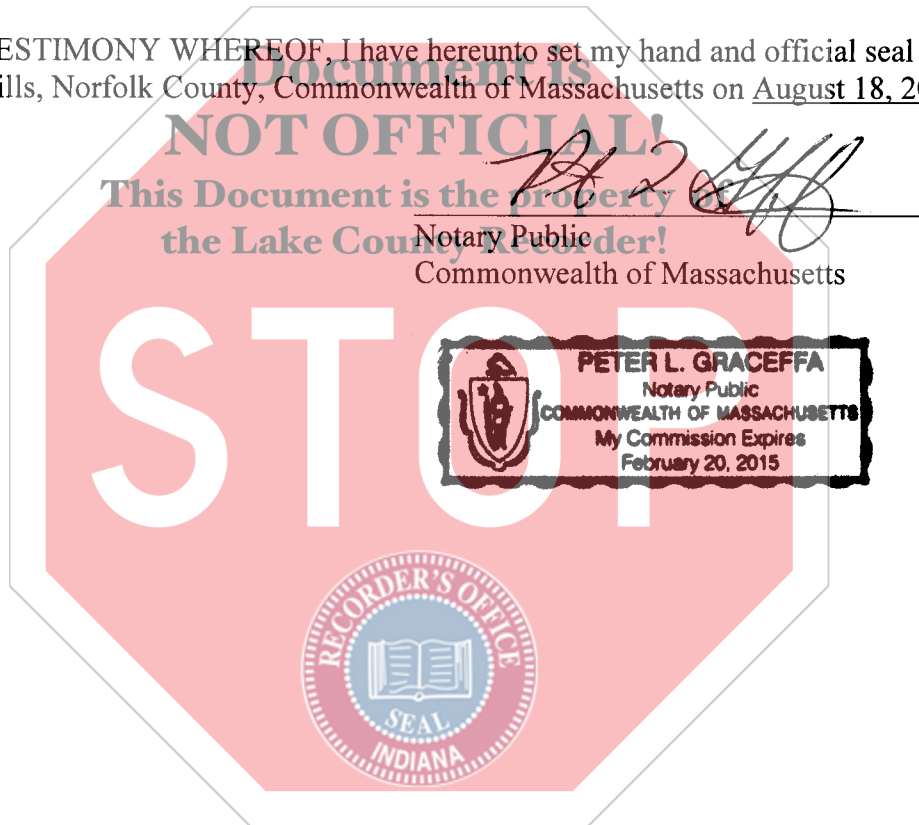 ESTIMONY WHEREOF, I have hereunto set my hand and official seal
ills, Norfolk County, Commonwealth of Massachusetts on August 18, 20
Document is
NOT OFFICIAL!
This Document is the property of
the Lake County Recorder!
Notary Public
Commonwealth of Massachusetts
STOP
PETER L. GRACEFFA
Notary Public
COMMONWEALTH OF MASSACHUSETTS
My Commission Expires
February 20, 2015
RECORDER'S OFFICE
SEAL
INDIANA